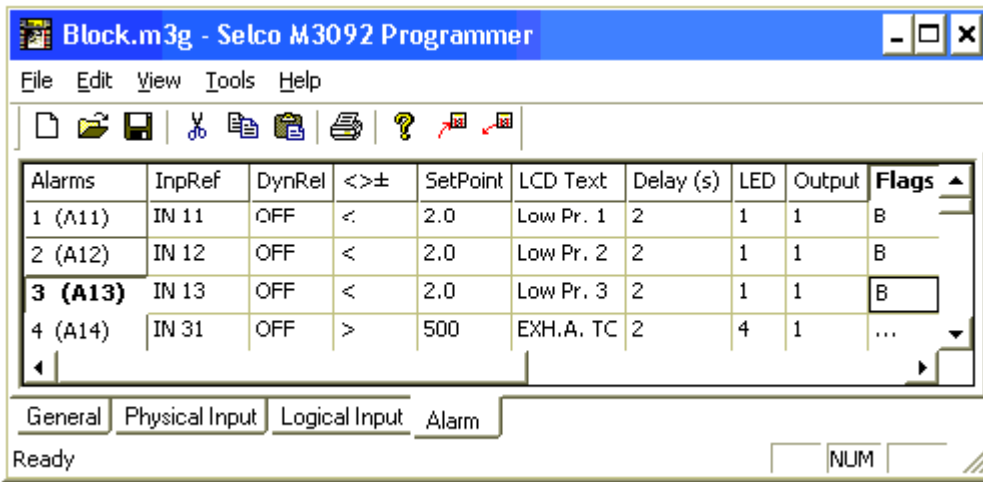 Block.m3g - Selco M3092 Programmer
File Edit View Tools Help
Alarms InpRef DynRel <>± SetPoint LCD Text Delay (s) LED Output Flags
1 (A11) IN 11 OFF < 2.0 Low Pr. 1 2 1 1 B
2 (A12) IN 12 OFF < 2.0 Low Pr. 2 2 1 1 B
3 (A13) IN 13 OFF < 2.0 Low Pr. 3 2 1 1 B
4 (A14) IN 31 OFF > 500 EXH.A. TC 2 4 1 ...
General Physical Input Logical Input Alarm
Ready NUM